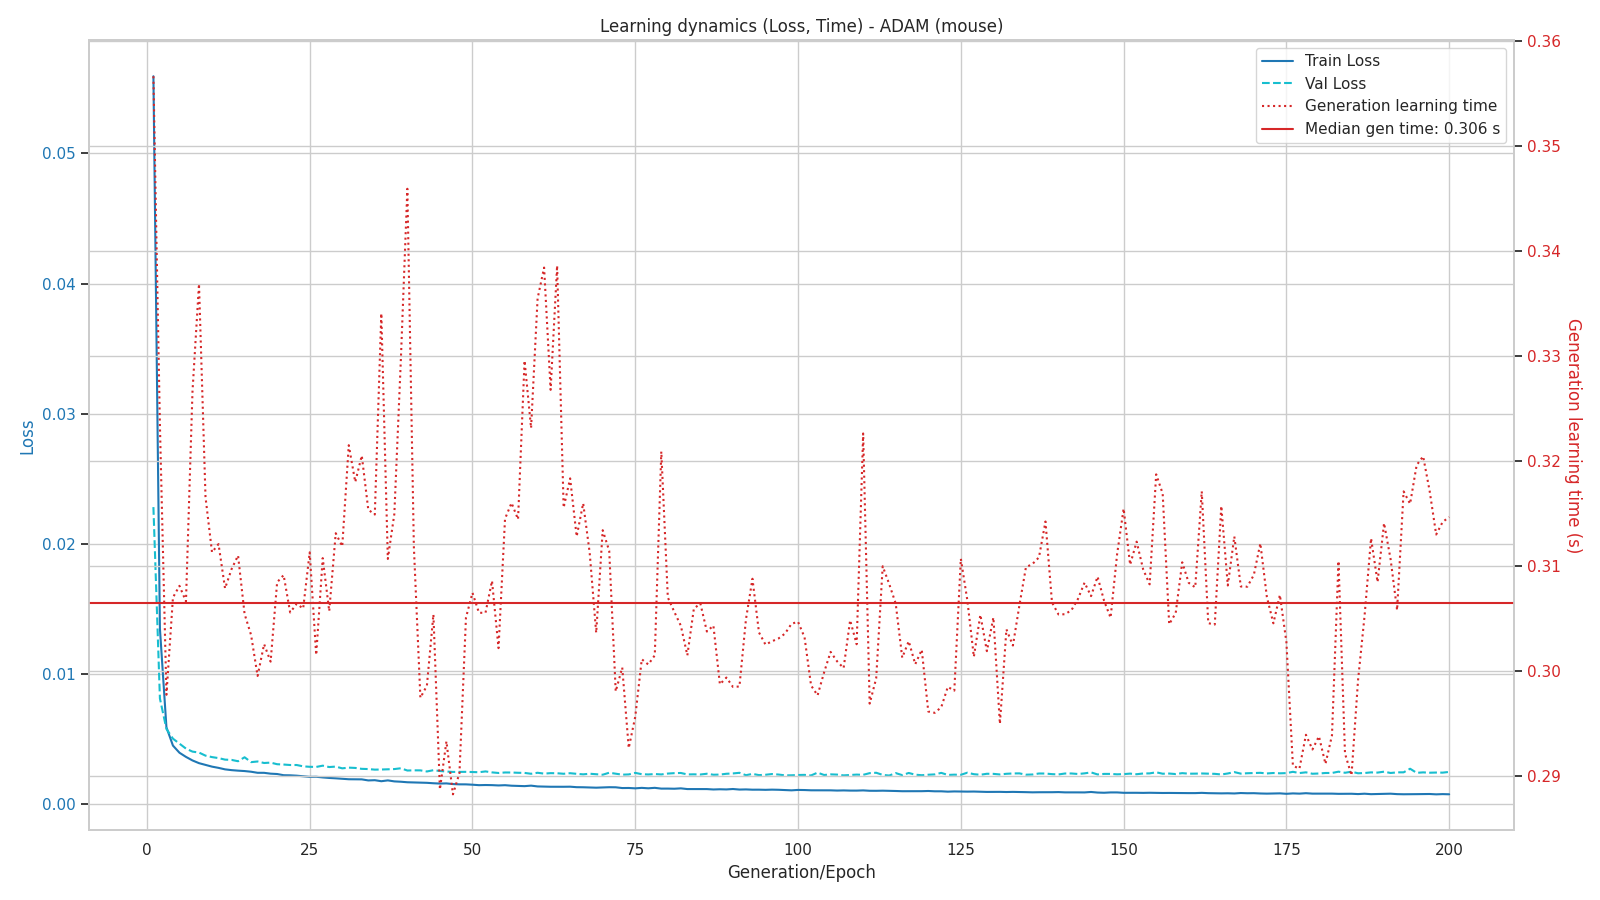 Learning dynamics (Loss, Time) - ADAM (mouse)
Train Loss
Val Loss
Generation learning time
Median gen time: 0.306 s
Loss
0.05
0.04
0.03
0.02
0.01
0.00
0.36
0.35
0.34
0.33
0.32
0.31
0.30
0.29
Generation learning time (s)
0 25 50 75 100 125 150 175 200
Generation/Epoch